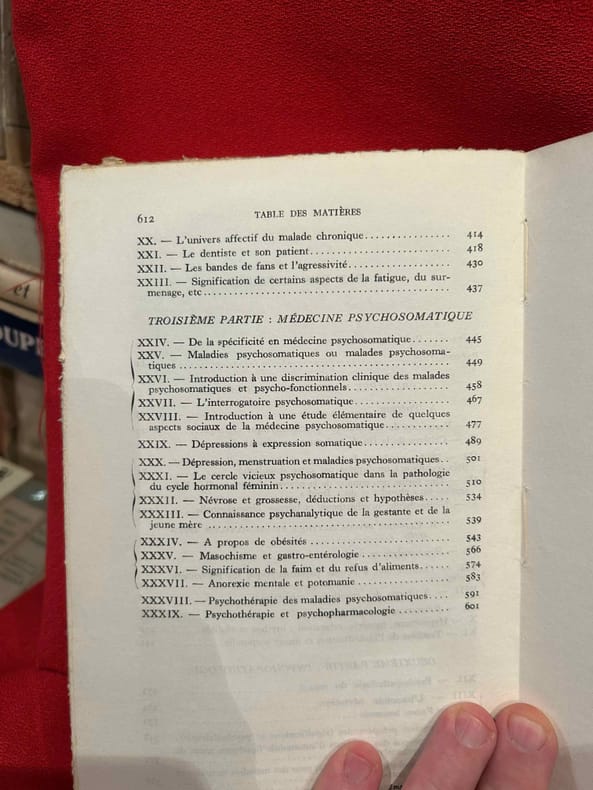 612 TABLE DES MATIÈRES
XX. — L'univers affectif du malade chronique............... 414
XXI. — Le dentiste et son patient......................... 418
XXII. — Les bandes de fans et l'agressivité................. 430
XXIII. — Signification de certains aspects de la fatigue, du sur-
menage, etc........................................ 437
TROISIÈME PARTIE : MÉDECINE PSYCHOSOMATIQUE
XXIV. — De la spécificité en médecine psychosomatique....... 445
XXV. — Maladies psychosomatiques ou malades psychosoma-
tiques ............................................ 449
XXVI. — Introduction à une discrimination clinique des malades
psychosomatiques et psycho-fonctionnels.............. 458
XXVII. — L'interrogatoire psychosomatique................. 467
XXVIII. — Introduction à une étude élémentaire de quelques
aspects sociaux de la médecine psychosomatique............ 477
XXIX. — Dépressions à expression somatique.............. 489
XXX. — Dépression, menstruation et maladies psychosomatiques.. 501
XXXI. — Le cercle vicieux psychosomatique dans la pathologie
du cycle hormonal féminin........................... 510
XXXII. — Névrose et grossesse, déductions et hypothèses..... 534
XXXIII. — Connaissance psychanalytique de la gestante et de la
jeune mère ........................................ 539
XXXIV. — A propos de obésités ......................... 543
XXXV. — Masochisme et gastro-entérologie ................ 566
XXXVI. — Signification de la faim et du refus d'aliments...... 574
XXXVII. — Anorexie mentale et potomanie ................ 583
XXXVIII. — Psychothérapie des maladies psychosomatiques.... 591
XXXIX. — Psychothérapie et psychopharmacologie .......... 601
et
OUPE